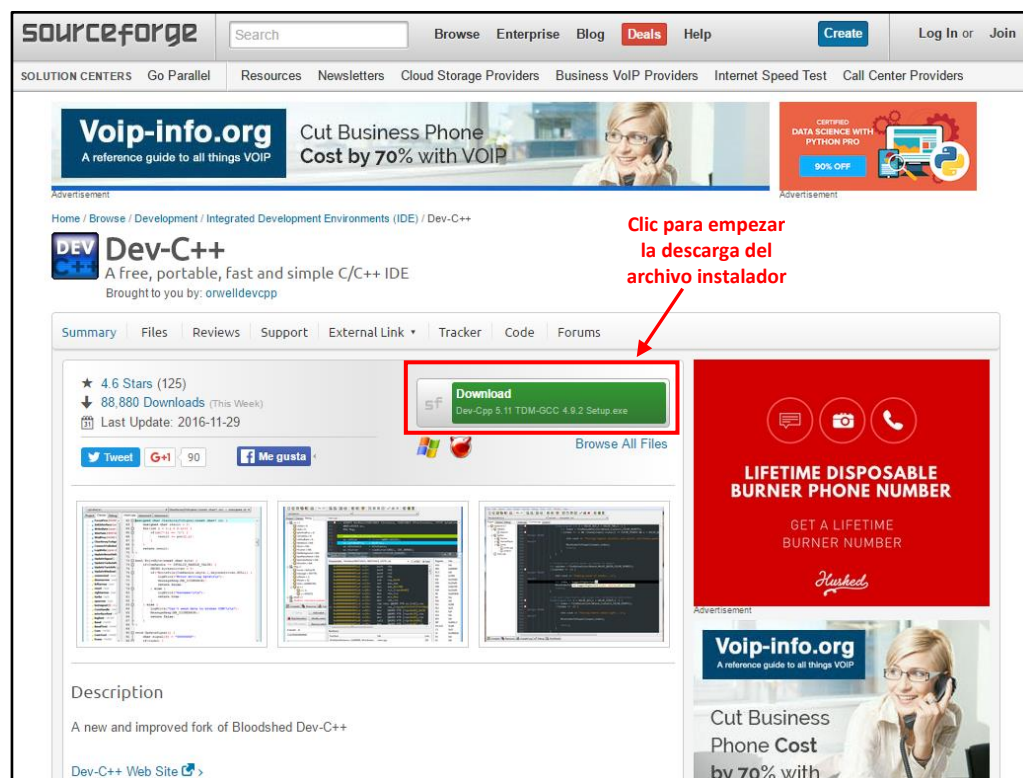 sourceforge
Search
Browse Enterprise Blog Deals Help
Create
Log In or Join
SOLUTION CENTERS Go Parallel Resources Newsletters Cloud Storage Providers Business VoIP Providers Internet Speed Test Call Center Providers
Voip-info.org
A reference guide to all things VOIP
Cut Business Phone
Cost by 70% with VOIP
CERTIFIED
DATA SCIENCE WITH
PYTHON PRO
90% OFF
Advertisement
Advertisement
Home / Browse / Development / Integrated Development Environments (IDE) / Dev-C++
Clic para empezar
la descarga del
archivo instalador
DEV
C++
Dev-C++
A free, portable, fast and simple C/C++ IDE
Brought to you by: orwelldevcpp
Summary Files Reviews Support External Link Tracker Code Forums
4.6 Stars (125)
88,880 Downloads (This Week)
Last Update: 2016-11-29
sf
Download
Dev-Cpp 5.11 TDM-GCC 4.9.2 Setup.exe
Browse All Files
Tweet G+1 90 Me gusta
LIFETIME DISPOSABLE
BURNER PHONE NUMBER
GET A LIFETIME
BURNER NUMBER
Hushed
Advertisement
Description
A new and improved fork of Bloodshed Dev-C++
Dev-C++ Web Site >
Voip-info.org
A reference guide to all things VOIP
Cut Business
Phone Cost
by 70% with